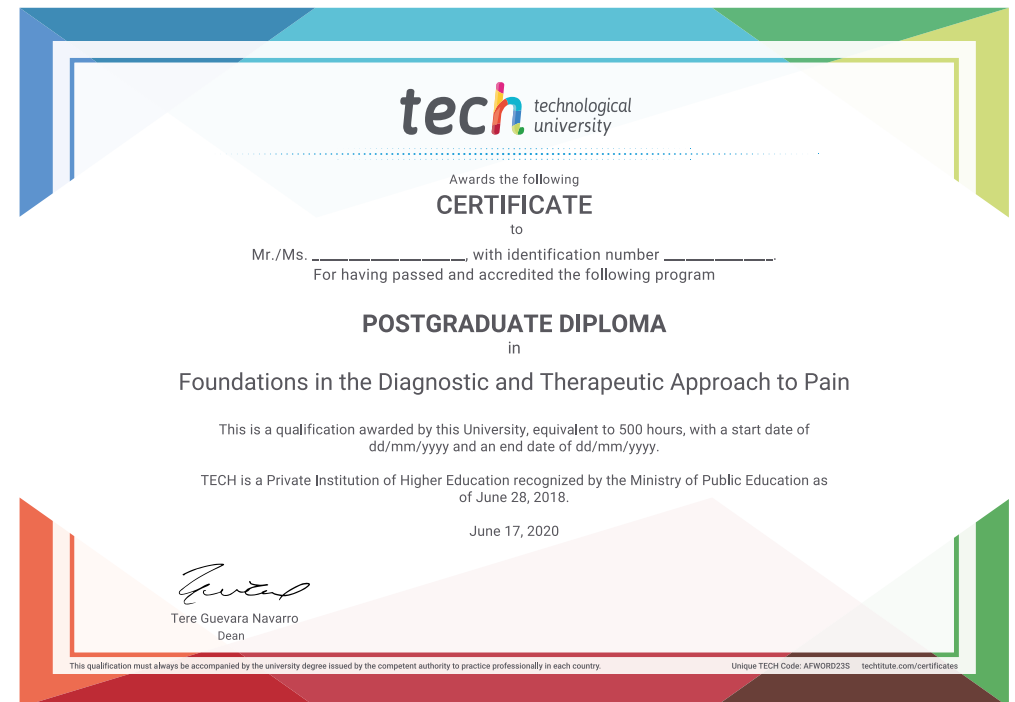 tech technological
university
Awards the following
CERTIFICATE
to
Mr./Ms. __________________, with identification number _____________.
For having passed and accredited the following program
POSTGRADUATE DIPLOMA
in
Foundations in the Diagnostic and Therapeutic Approach to Pain
This is a qualification awarded by this University, equivalent to 500 hours, with a start date of
dd/mm/yyyy and an end date of dd/mm/yyyy.
TECH is a Private Institution of Higher Education recognized by the Ministry of Public Education as
of June 28, 2018.
June 17, 2020
Tere Guevara Navarro
Dean
This qualification must always be accompanied by the university degree issued by the competent authority to practice professionally in each country.
Unique TECH Code: AFWORD23S techtitute.com/certificates